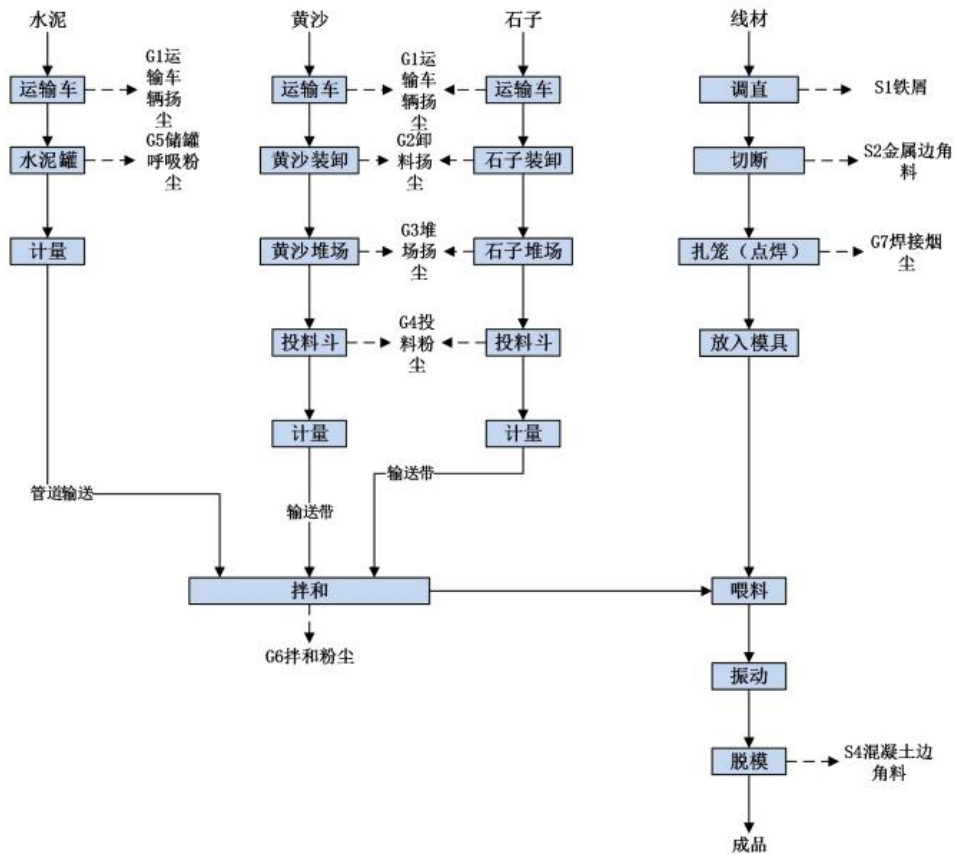 水泥
黄沙
石子
线材
运输车
G1运
输车
辆扬
尘
运输车
G1运
输车
辆扬
尘
运输车
调直
S1铁屑
水泥罐
G5储罐
呼吸粉
尘
黄沙装卸
G2卸
料扬
尘
石子装卸
切断
S2金属边角
料
计量
黄沙堆场
G3堆
场扬
尘
石子堆场
扎笼（点焊）
G7焊接烟
尘
投料斗
G4投
料粉
尘
投料斗
放入模具
计量
计量
管道输送
输送带
输送带
拌和
喂料
G6拌和粉尘
振动
脱模
S4混凝土边
角料
成品